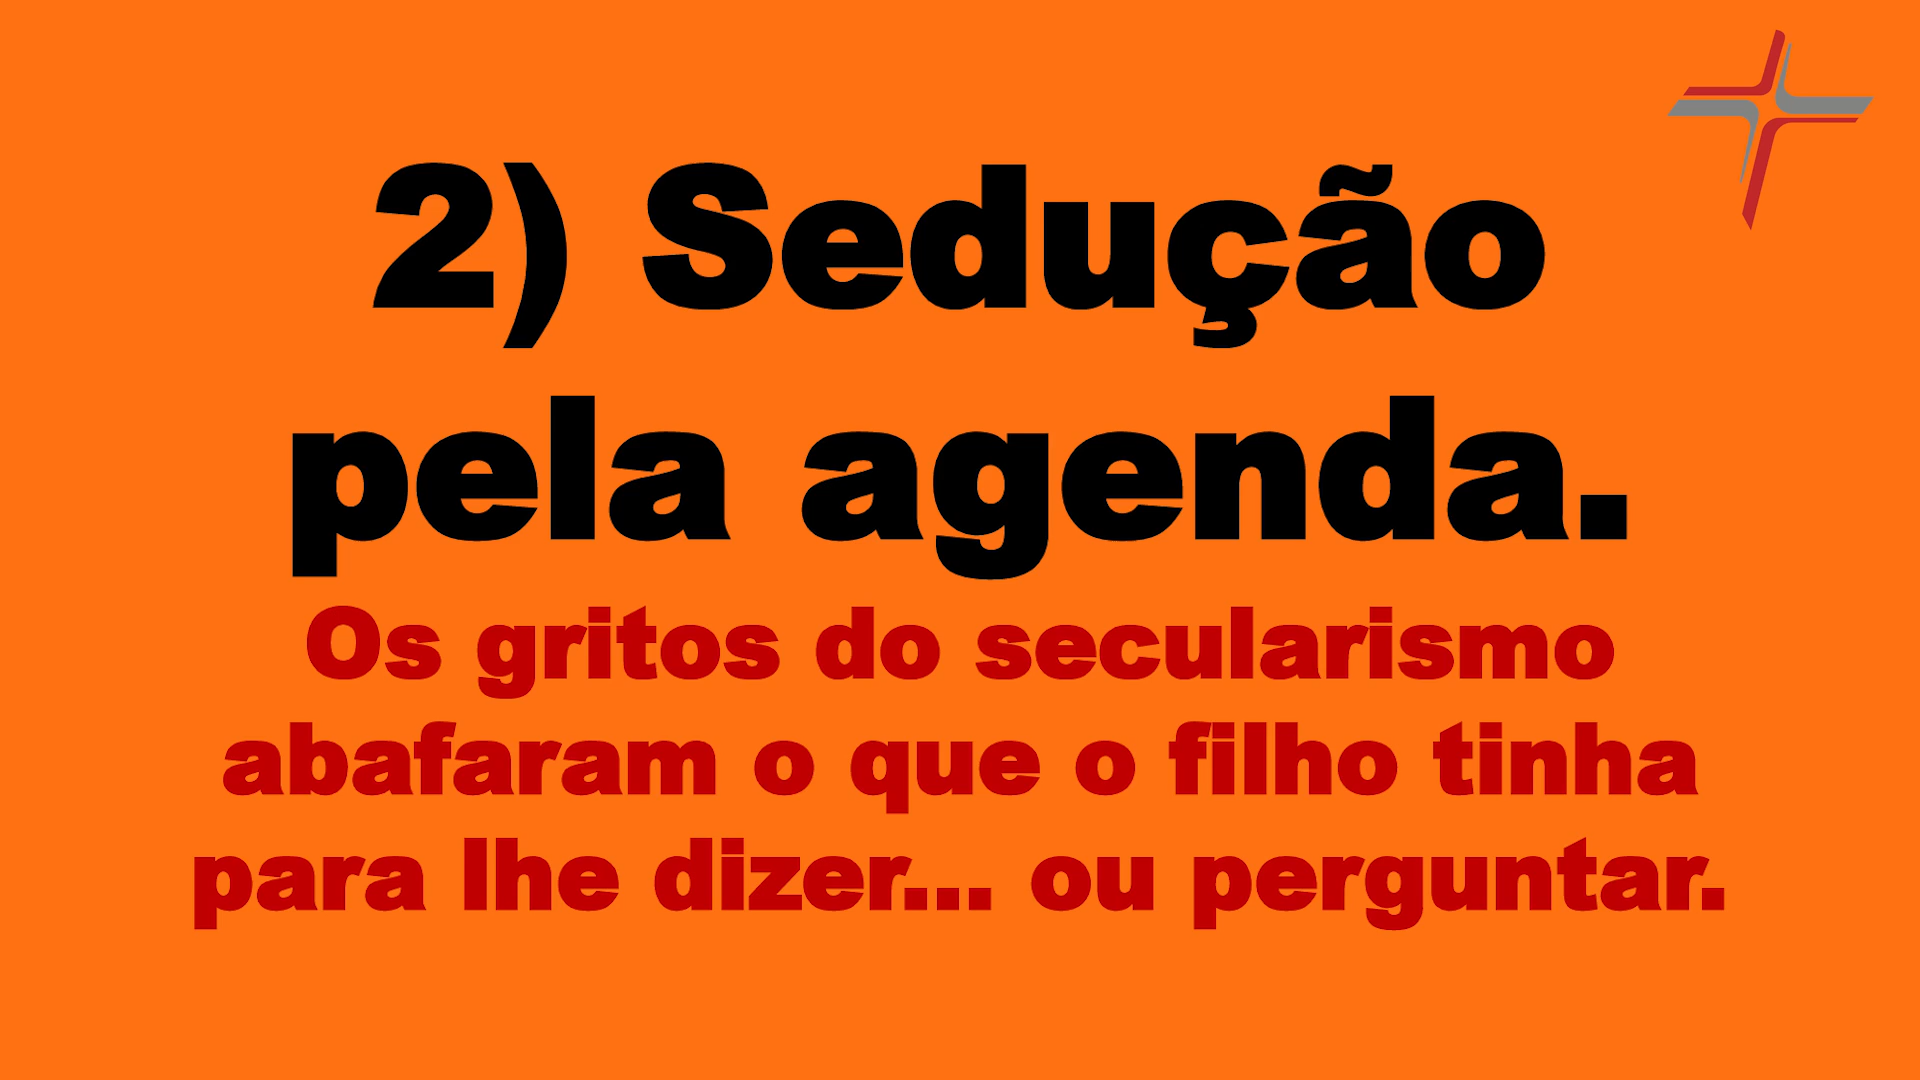 2) Sedução
pela agenda.
Os gritos do secularismo
abafaram o que o filho tinha
para lhe dizer... ou perguntar.